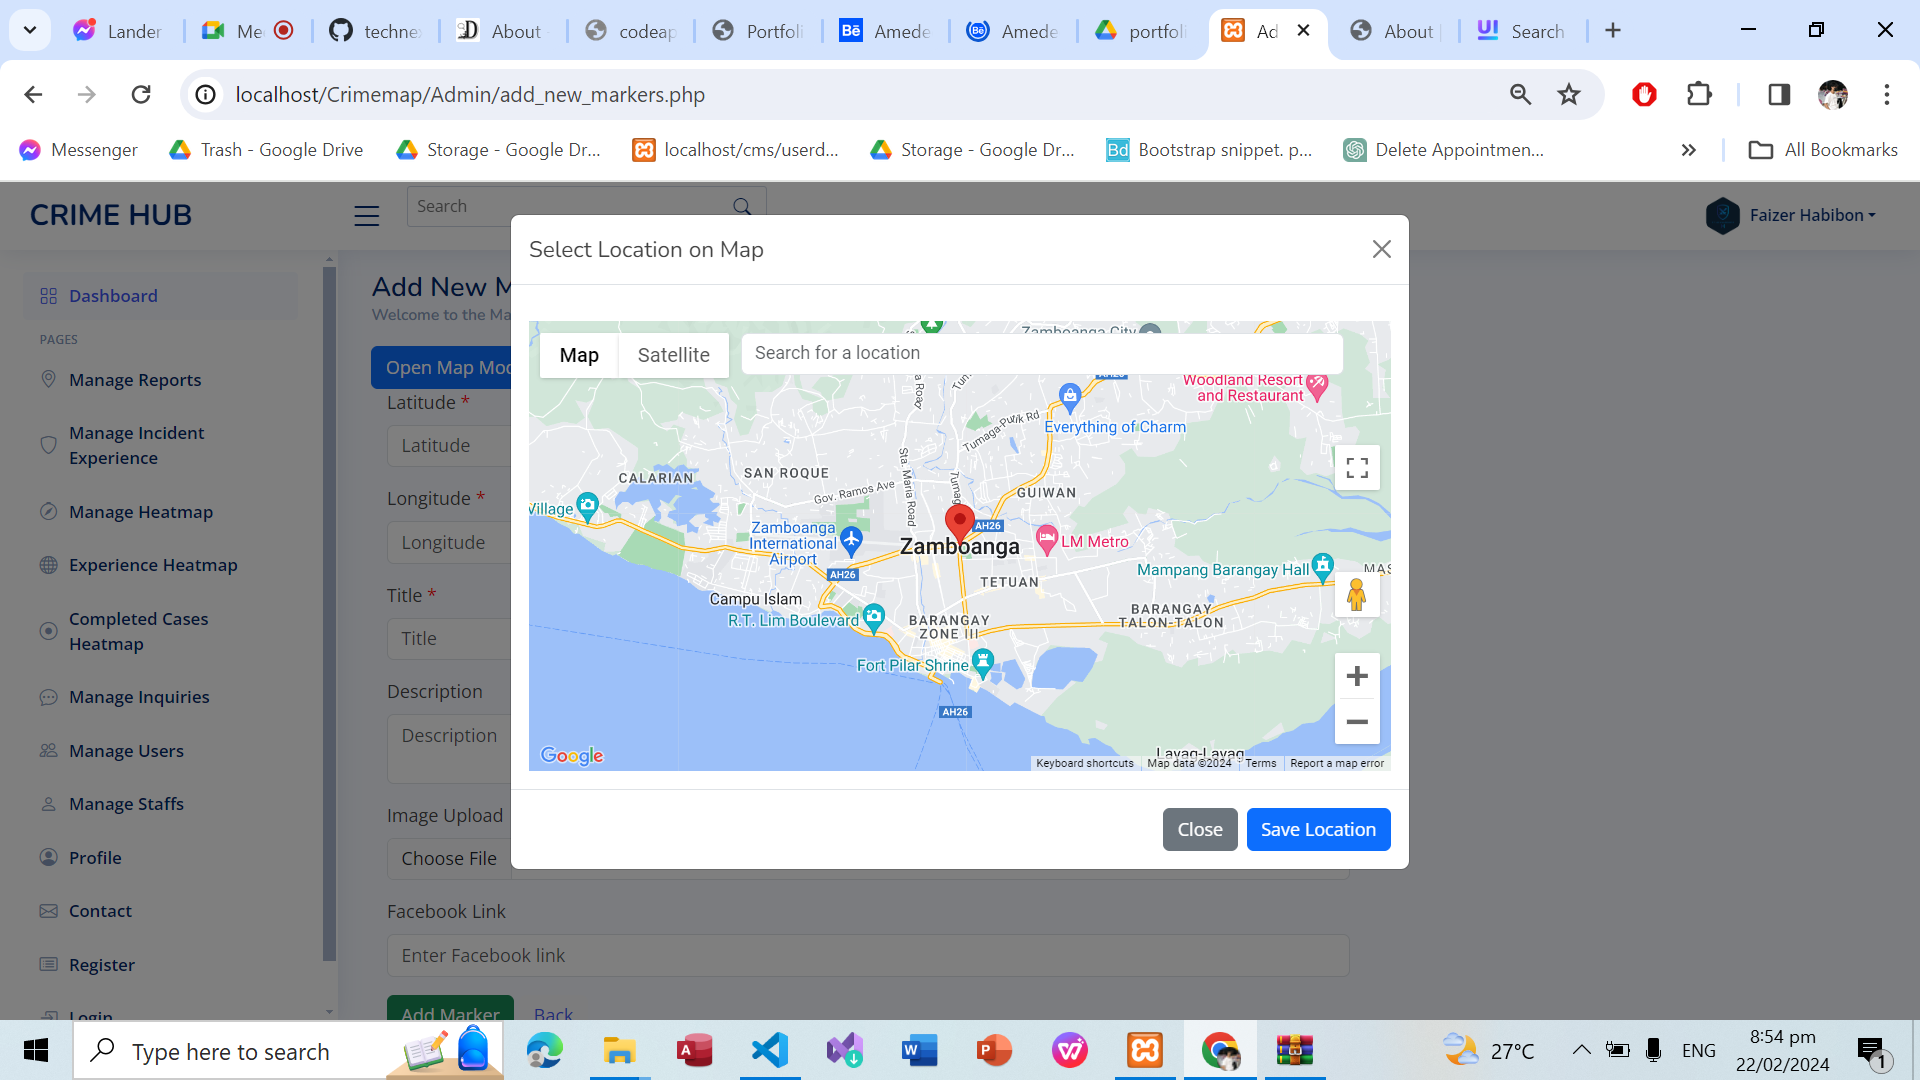 Lander
Me
techne
About
codeap
Portfoli
Amede
Amede
portfoli
Ad
About
Search
localhost/Crimemap/Admin/add_new_markers.php
Messenger
Trash - Google Drive
Storage - Google Dr...
localhost/cms/userd...
Storage - Google Dr...
Bootstrap snippet. p...
Delete Appointmen...
All Bookmarks
CRIME HUB
Search
Faizer Habibon
Dashboard
PAGES
Manage Reports
Manage Incident
Experience
Manage Heatmap
Experience Heatmap
Completed Cases
Heatmap
Manage Inquiries
Manage Users
Manage Staffs
Profile
Contact
Register
Login
Add New M
Welcome to the Ma
Open Map Mod
Latitude *
Latitude
Longitude *
Longitude
Title *
Title
Description
Description
Image Upload
Choose File
Facebook Link
Enter Facebook link
Add Marker
Back
Select Location on Map
Map
Satellite
Search for a location
Zamboanga City
Woodland Resort
and Restaurant
Tumaga-Putik Rd
Everything of Charm
CALARIAN
SAN ROQUE
Sta. Maria Road
Tumag
Gov. Ramos Ave
GUIWAN
Village
Zamboanga
International
Airport
AH26
AH26
Zamboanga
LM Metro
TETUAN
Mampang Barangay Hall
MAS
Campu Islam
R.T. Lim Boulevard
BARANGAY
ZONE III
BARANGAY
TALON-TALON
Fort Pilar Shrine
AH26
Layag-Layag
Google
Keyboard shortcuts
Map data ©2024
Terms
Report a map error
Close
Save Location
Type here to search
27°C
ENG
8:54 pm
22/02/2024
1